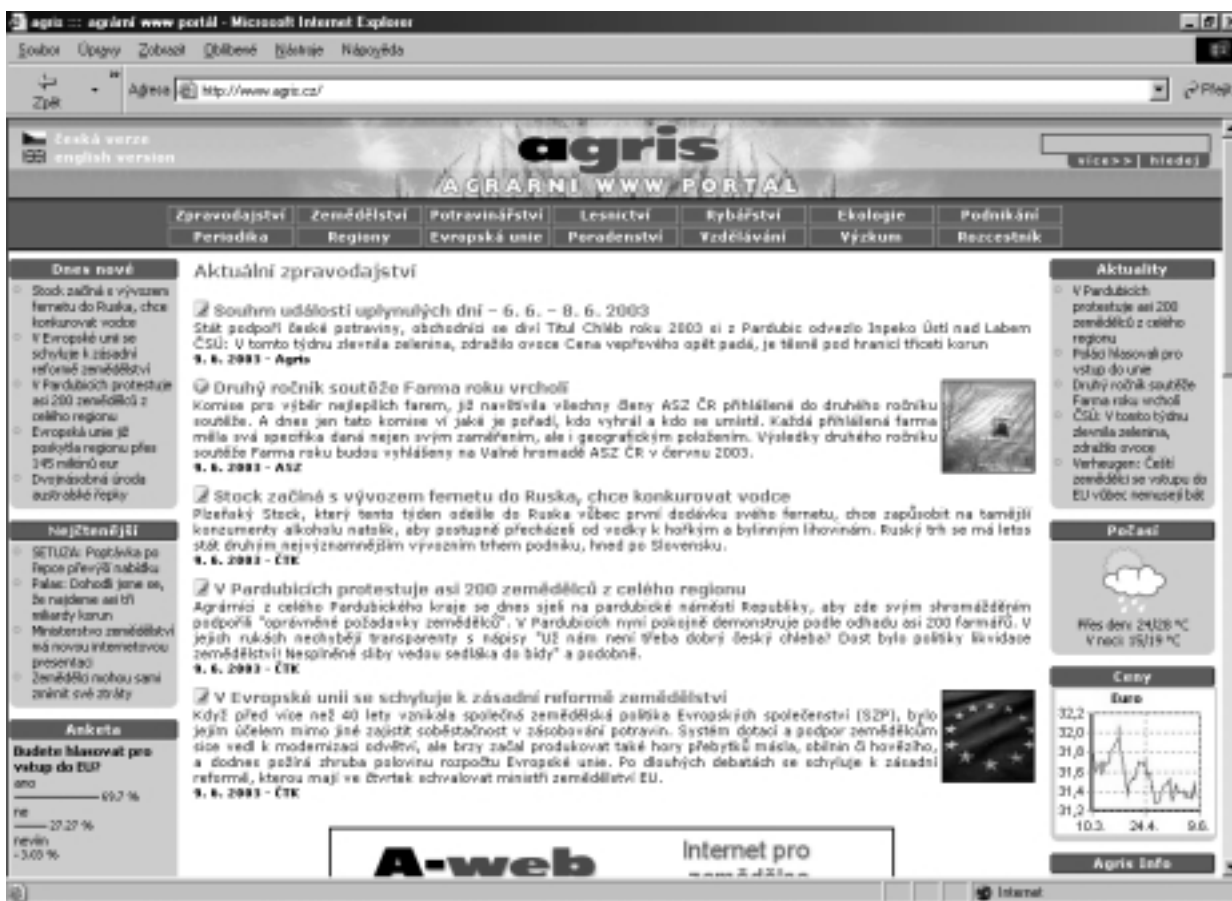 agris ::: agrární www portál - Microsoft Internet Explorer
Soubor Úpravy Zobrazit Oblíbené Nástroje Nápověda
Zpět
Adresa http://www.agris.cz/
Přejít
česká verze
english version
agris
AGRÁRNÍ WWW PORTÁL
více>> | hledej
Zpravodajství Zemědělství Potravinářství Lesnictví Rybářství Ekologie Podnikání
Periodika Regiony Evropská unie Poradenství Vzdělávání Výzkum Rozcestník
Dnes nové
Stock začíná s vývozem
fernetu do Ruska, chce
konkurovat vodce
V Evropské unii se
schyluje k zásadní
reformě zemědělství
V Pardubicích protestuje
asi 200 zemědělců z
celého regionu
Evropská unie již
poskytla regionu přes
145 miliónů eur
Dvojnásobná úroda
australské řepky
Nejčtenější
SETUZA: Poptávka po
řepce převýší nabídku
Palas: Dohodli jsme se,
že najdeme asi tři
miliardy korun
Ministerstvo zemědělství
má novou internetovou
presentaci
Zemědělci mohou sami
zmírnit své ztráty
Anketa
Budete hlasovat pro
vstup do EU?
ano
69.7 %
ne
27.27 %
nevím
3.03 %
Aktuální zpravodajství
Souhrn událostí uplynulých dní – 6. 6. – 8. 6. 2003
Stát podpoří české potraviny, obchodníci se diví Titul Chléb roku 2003 si z Pardubic odvezlo Inpeko Ústí nad Labem
ČSÚ: V tomto týdnu zlevnila zelenina, zdražilo ovoce Cena vepřového opět padá, je těsně pod hranicí třiceti korun
9. 6. 2003 - Agris
Druhý ročník soutěže Farma roku vrcholí
Komise pro výběr nejlepších farem, již navštívila všechny členy ASZ ČR přihlášené do druhého ročníku
soutěže. A dnes jen tato komise ví jaké je pořadí, kdo vyhrál a kdo se umístil. Každá přihlášená farma
měla svá specifika daná nejen svým zaměřením, ale i geografickým položením. Výsledky druhého ročníku
soutěže Farma roku budou vyhlášeny na Valné hromadě ASZ ČR v červnu 2003.
9. 6. 2003 - ASZ
Stock začíná s vývozem fernetu do Ruska, chce konkurovat vodce
Plzeňský Stock, který tento týden odešle do Ruska vůbec první dodávku svého fernetu, chce zapůsobit na tamější
konzumenty alkoholu natolik, aby postupně přecházeli od vodky k hořkým a bylinným lihovinám. Ruský trh se má letos
stát druhým nejvýznamnějším vývozním trhem podniku, hned po Slovensku.
9. 6. 2003 - ČTK
V Pardubicích protestuje asi 200 zemědělců z celého regionu
Agrárníci z celého Pardubického kraje se dnes sjeli na pardubické náměstí Republiky, aby zde svým shromážděním
podpořili "oprávněné požadavky zemědělců". V Pardubicích nyní pokojně demonstruje podle odhadu asi 200 farmářů. V
jejich rukách nechybějí transparenty s nápisy "Už nám není třeba dobrý český chleba? Dost bylo politiky likvidace
zemědělství! Nesplněné sliby vedou sedláka do bídy" a podobně.
9. 6. 2003 - ČTK
V Evropské unii se schyluje k zásadní reformě zemědělství
Když před více než 40 lety vznikala společná zemědělská politika Evropských společenství (SZP), bylo
jejím účelem mimo jiné zajistit soběstačnost v zásobování potravin. Systém dotací a podpor zemědělcům
sice vedl k modernizaci odvětví, ale brzy začal produkovat také hory přebytků másla, obilnin či hovězího,
a dodnes požírá zhruba polovinu rozpočtu Evropské unie. Po dlouhých debatách se schyluje k zásadní
reformě, kterou mají ve čtvrtek schvalovat ministři zemědělství EU.
9. 6. 2003 - ČTK
A-web
Internet pro
zemědělce
Aktuality
V Pardubicích
protestuje asi 200
zemědělců z celého
regionu
Poláci hlasovali pro
vstup do unie
Druhý ročník soutěže
Farma roku vrcholí
ČSÚ: V tomto týdnu
zlevnila zelenina,
zdražilo ovoce
Verheugen: Čeští
zemědělci se vstupu do
EU vůbec nemusejí bát
Počasí
Přes den: 24/28 °C
V noci: 15/19 °C
Ceny
Euro
32,2
32,0
31,8
31,6
31,4
31,2
10.3. 24.4. 9.6.
Agris Info
Internet